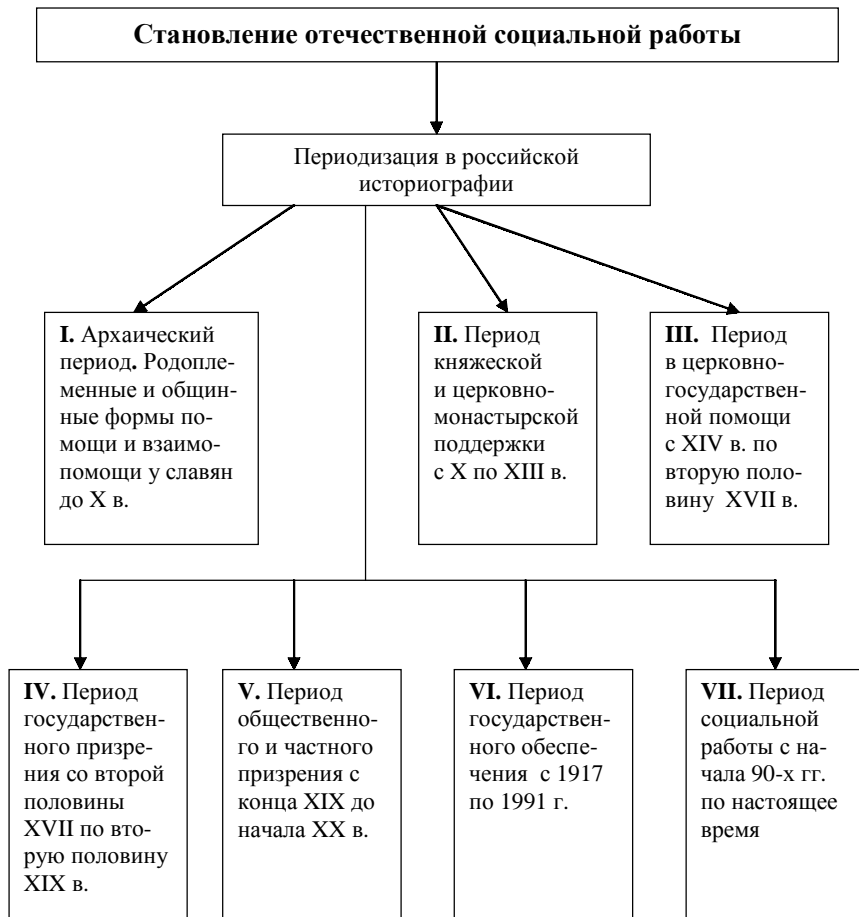 Становление отечественной социальной работы
Периодизация в российской
историографии
I. Архаический
период. Родопле-
менные и общин-
ные формы по-
мощи и взаимо-
помощи у славян
до X в.
II. Период
княжеской
и церковно-
монастырской
поддержки
с X по XIII в.
III. Период
в церковно-
государствен-
ной помощи
с XIV в. по
вторую поло-
вину XVII в.
IV. Период
государствен-
ного призре-
ния со второй
половины
XVII по вто-
рую половину
XIX в.
V. Период
общественно-
го и частного
призрения с
конца XIX до
начала XX в.
VI. Период
государствен-
ного обеспе-
чения с 1917
по 1991 г.
VII. Период
социальной
работы с на-
чала 90-х гг.
по настоящее
время